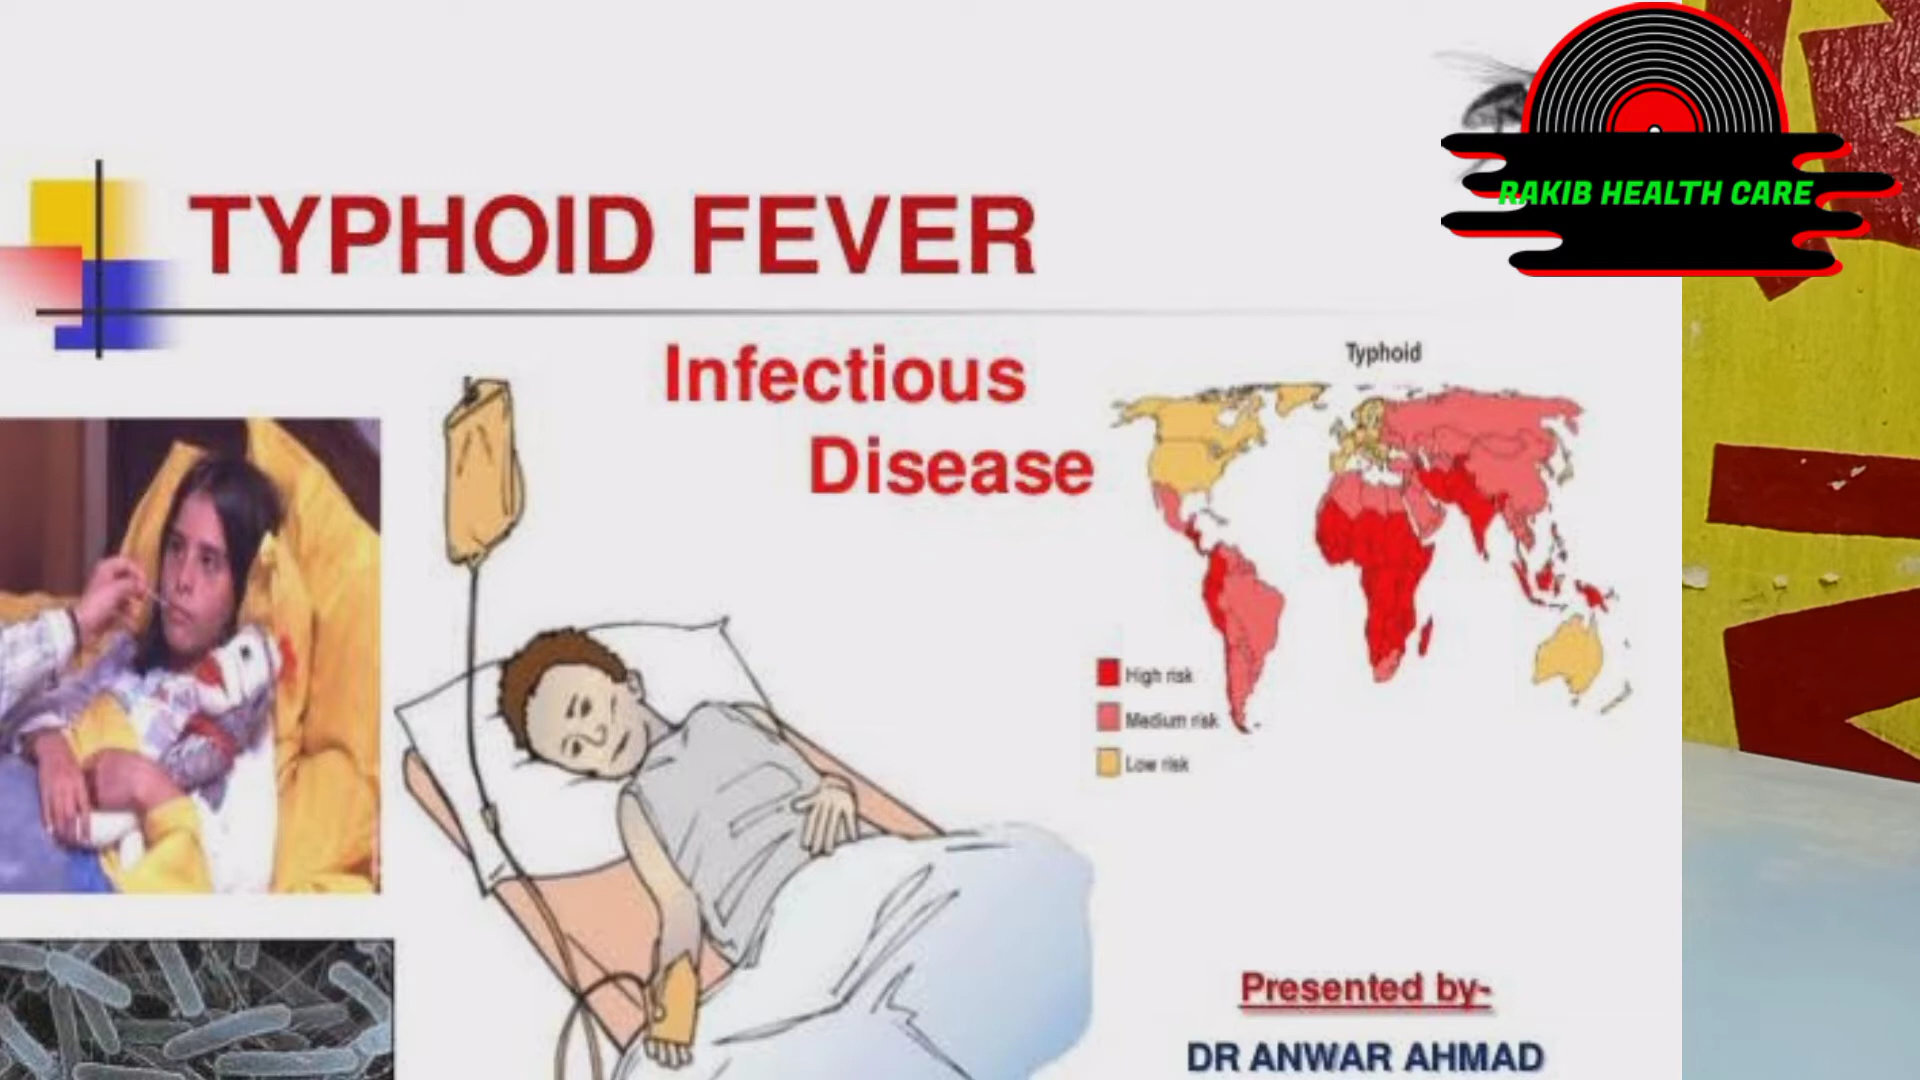 RAKIB HEALTH CARE
TYPHOID FEVER
Infectious
Disease
Typhoid
High risk
Medium risk
Low risk
Presented by-
DR ANWAR AHMAD